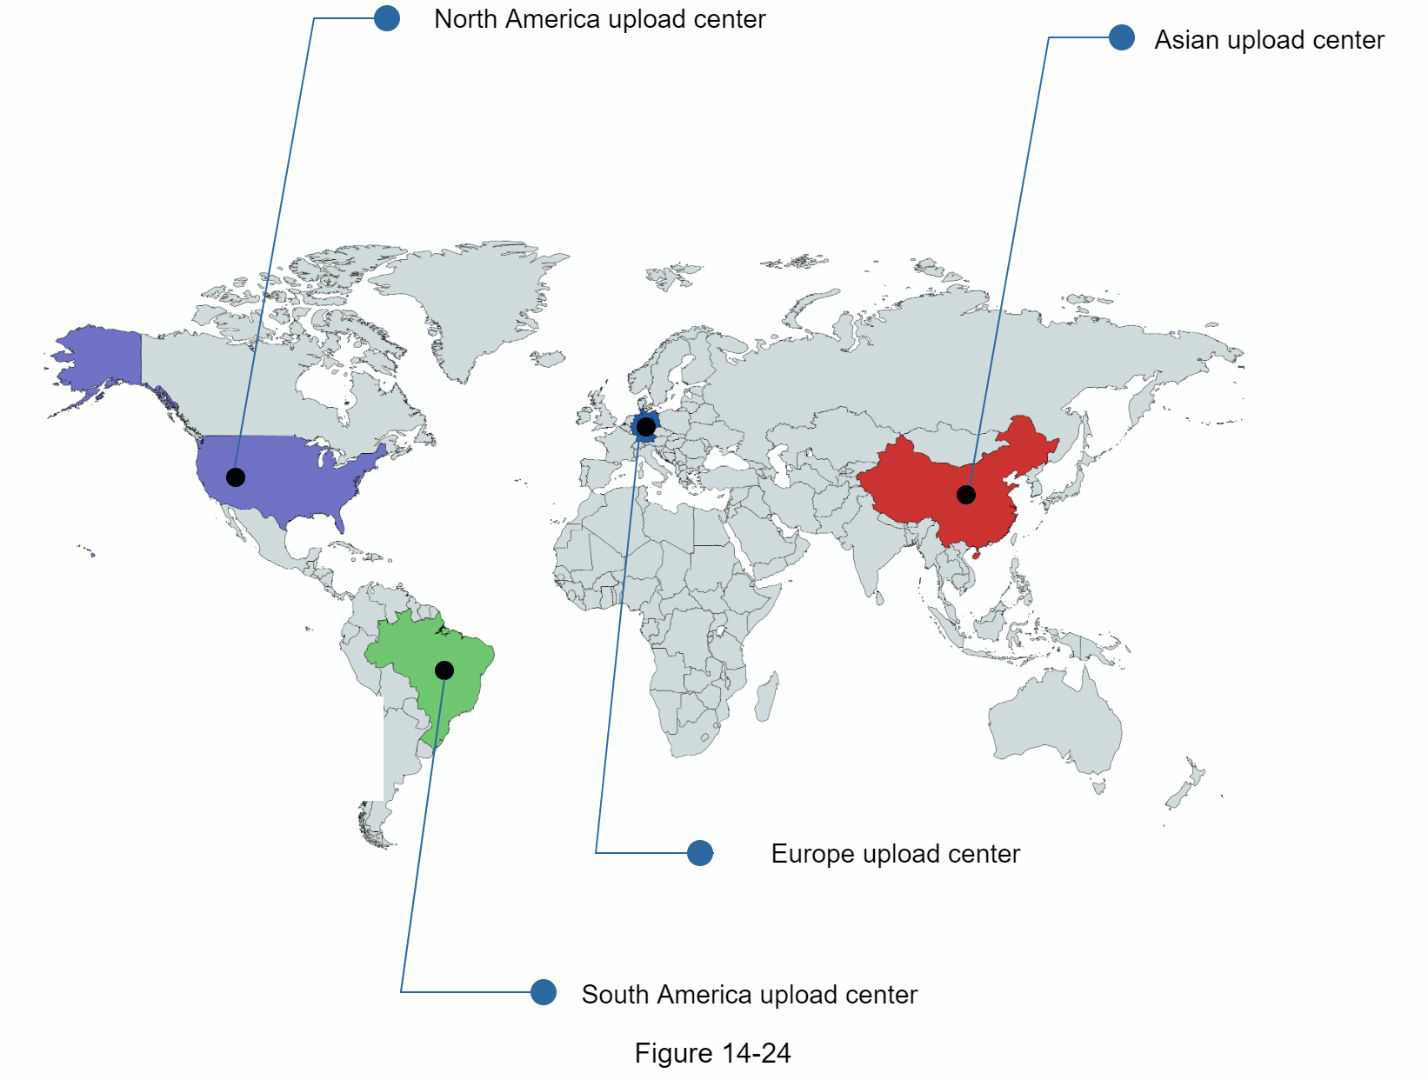 North America upload center
Asian upload center
Europe upload center
South America upload center
Figure 14-24